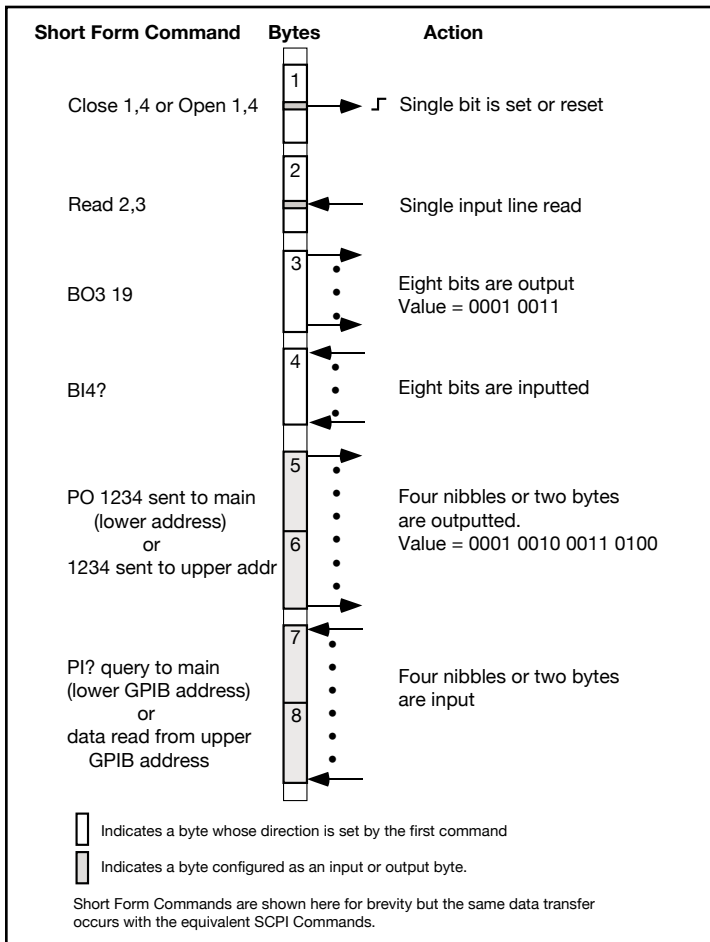 Short Form Command Bytes Action
1
Close 1,4 or Open 1,4 Single bit is set or reset
2
Read 2,3 Single input line read
3
BO3 19 Eight bits are output
Value = 0001 0011
4
BI4? Eight bits are inputted
5
PO 1234 sent to main
(lower address)
or
1234 sent to upper addr
6
Four nibbles or two bytes
are outputted.
Value = 0001 0010 0011 0100
7
PI? query to main
(lower GPIB address)
or
data read from upper
GPIB address
8
Four nibbles or two bytes
are input
Indicates a byte whose direction is set by the first command
Indicates a byte configured as an input or output byte.
Short Form Commands are shown here for brevity but the same data transfer
occurs with the equivalent SCPI Commands.